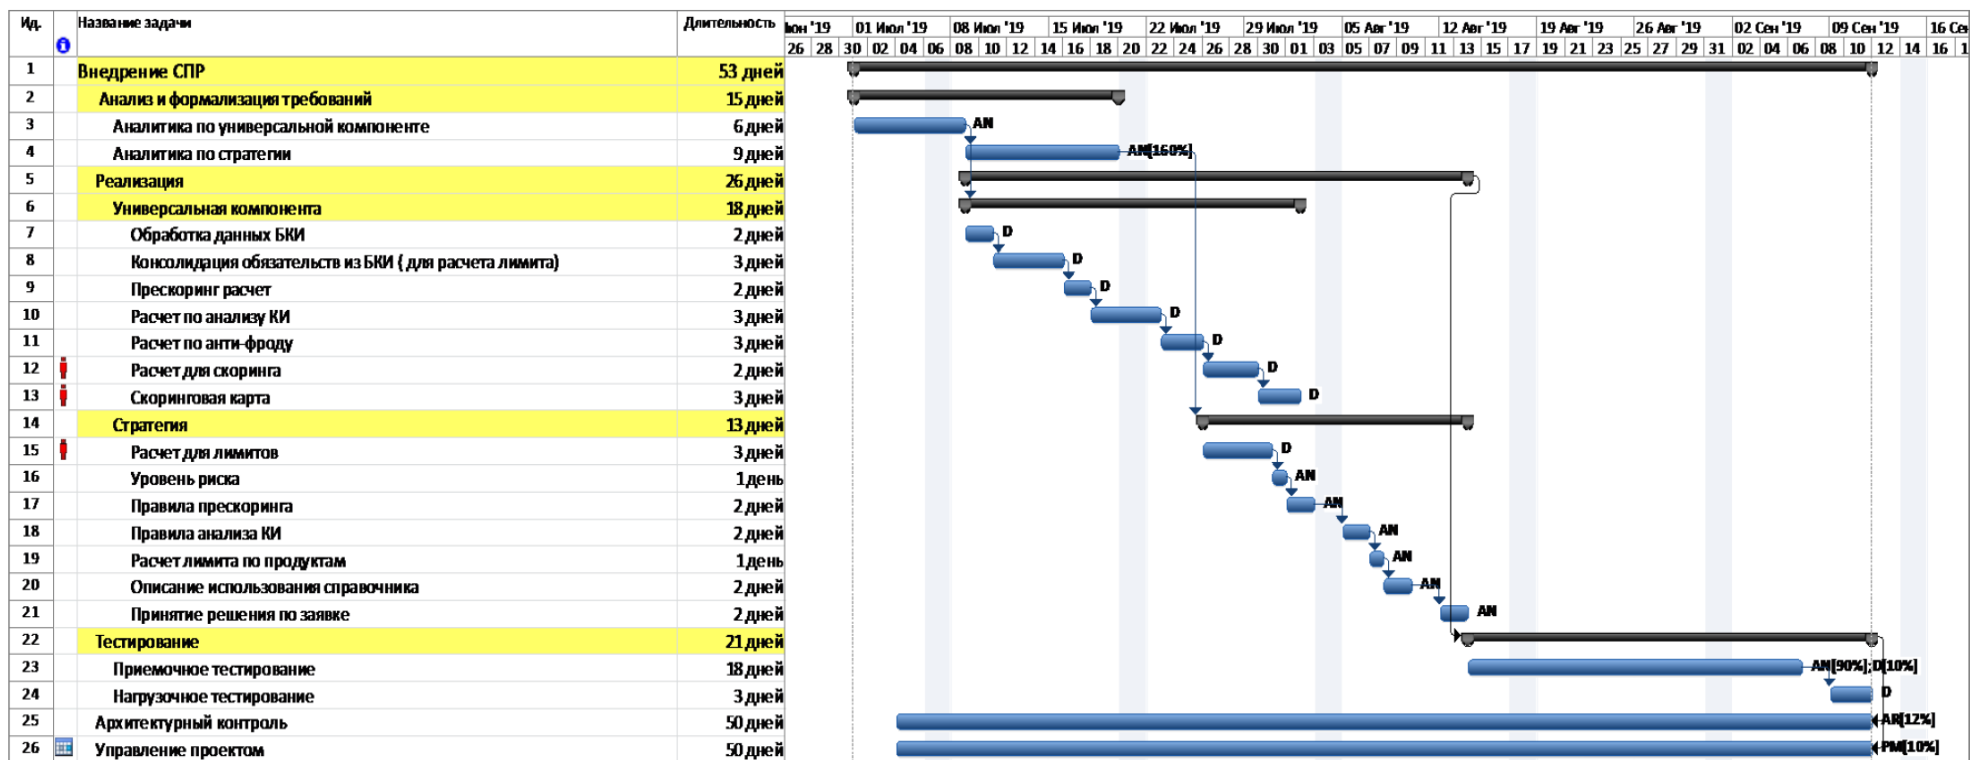 Ид. Название задачи Длительность юн '19 01 Июл '19 08 Июл '19 15 Июл '19 22 Июл '19 29 Июл '19 05 Авг '19 12 Авг '19 19 Авг '19 26 Авг '19 02 Сен '19 09 Сен '19 16 Сен
26 28 30 02 04 06 08 10 12 14 16 18 20 22 24 26 28 30 01 03 05 07 09 11 13 15 17 19 21 23 25 27 29 31 02 04 06 08 10 12 14 16 1
1 Внедрение СПР 53 дней
2 Анализ и формализация требований 15 дней
3 Аналитика по универсальной компоненте 6 дней AN
4 Аналитика по стратегии 9 дней AN[160%]
5 Реализация 26 дней
6 Универсальная компонента 18 дней
7 Обработка данных БКИ 2 дней D
8 Консолидация обязательств из БКИ ( для расчета лимита) 3 дней D
9 Прескоринг расчет 2 дней D
10 Расчет по анализу КИ 3 дней D
11 Расчет по анти-фроду 3 дней D
12 Расчет для скоринга 2 дней D
13 Скоринговая карта 3 дней D
14 Стратегия 13 дней
15 Расчет для лимитов 3 дней D
16 Уровень риска 1 день AN
17 Правила прескоринга 2 дней AN
18 Правила анализа КИ 2 дней AN
19 Расчет лимита по продуктам 1 день AN
20 Описание использования справочника 2 дней AN
21 Принятие решения по заявке 2 дней AN
22 Тестирование 21 дней
23 Приемочное тестирование 18 дней AN[90%];D[10%]
24 Нагрузочное тестирование 3 дней D
25 Архитектурный контроль 50 дней AR[12%]
26 Управление проектом 50 дней PM[10%]